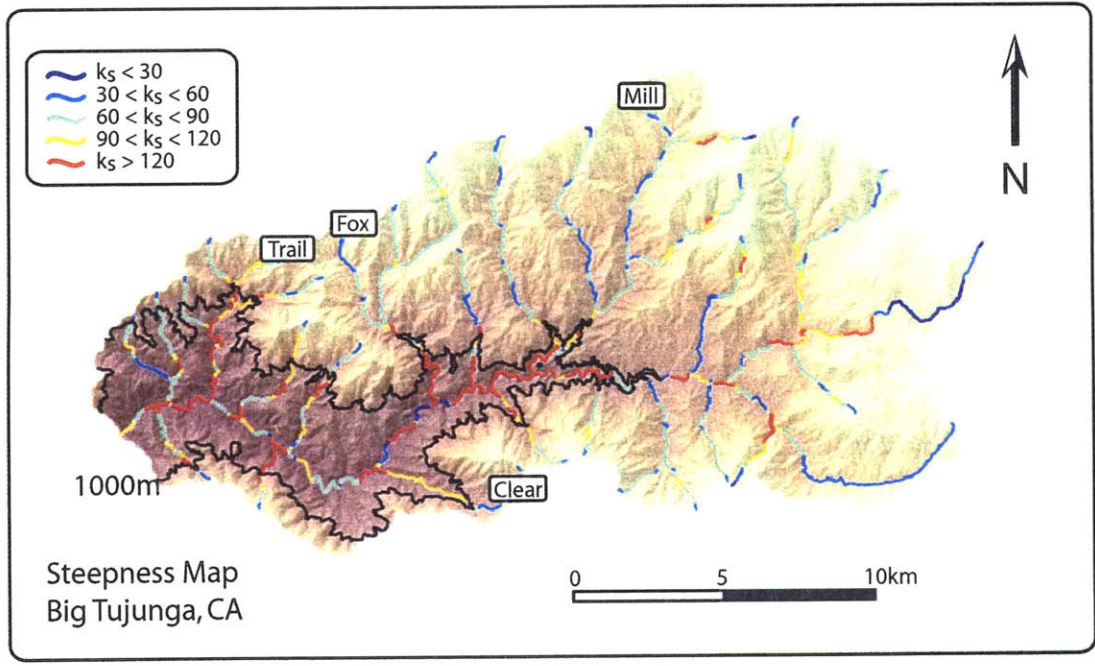 ks < 30
30 < ks < 60
60 < ks < 90
90 < ks < 120
ks > 120
Mill
N
Fox
Trail
1000m
Clear
Steepness Map
Big Tujunga, CA
0 5 10km